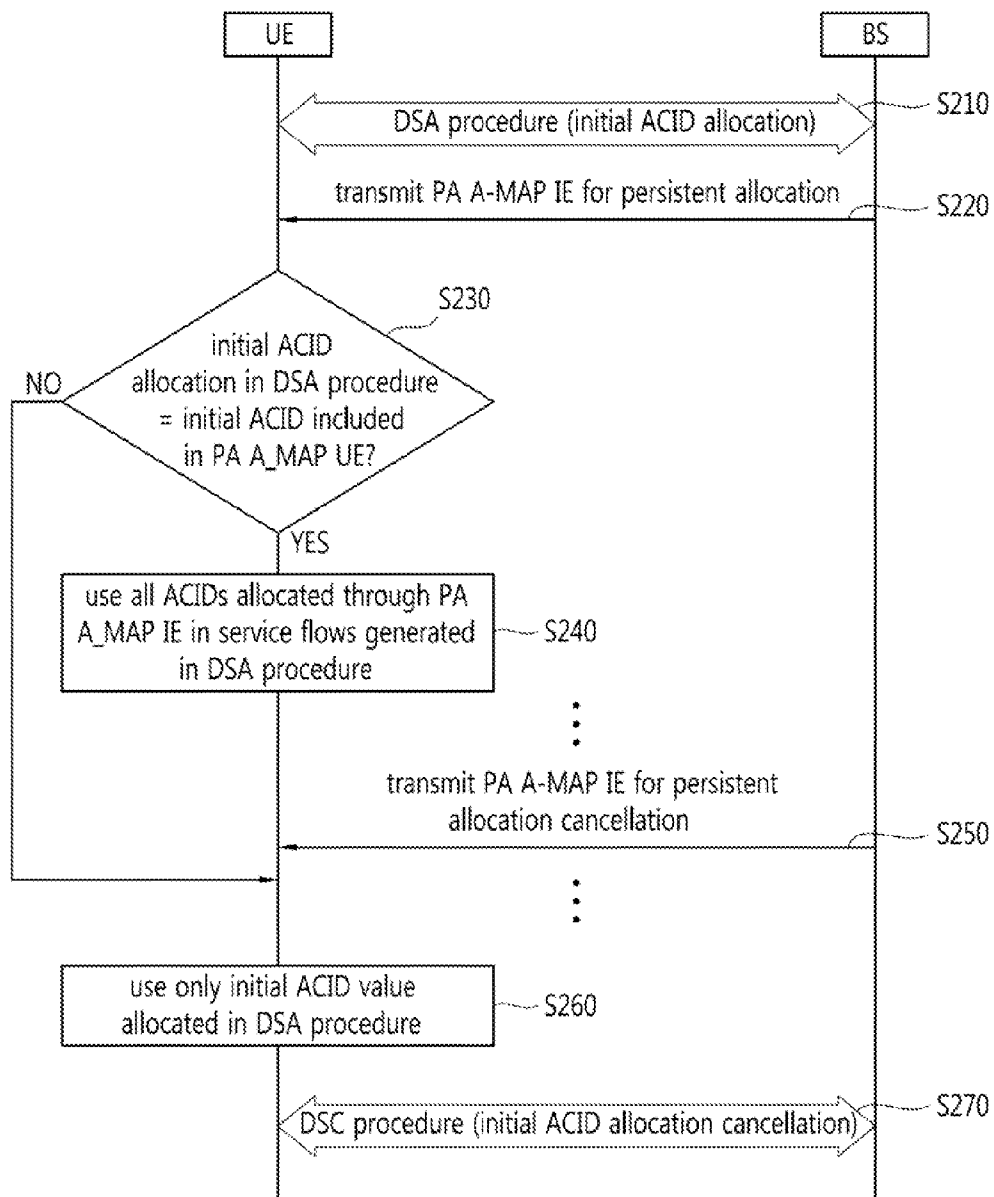 UE
BS
DSA procedure (initial ACID allocation)
S210
transmit PA A-MAP IE for persistent allocation
S220
S230
initial ACID
allocation in DSA procedure
= initial ACID included
in PA A_MAP UE?
NO
YES
use all ACIDs allocated through PA
A_MAP IE in service flows generated
in DSA procedure
S240
transmit PA A-MAP IE for persistent
allocation cancellation
S250
use only initial ACID value
allocated in DSA procedure
S260
DSC procedure (initial ACID allocation cancellation)
S270